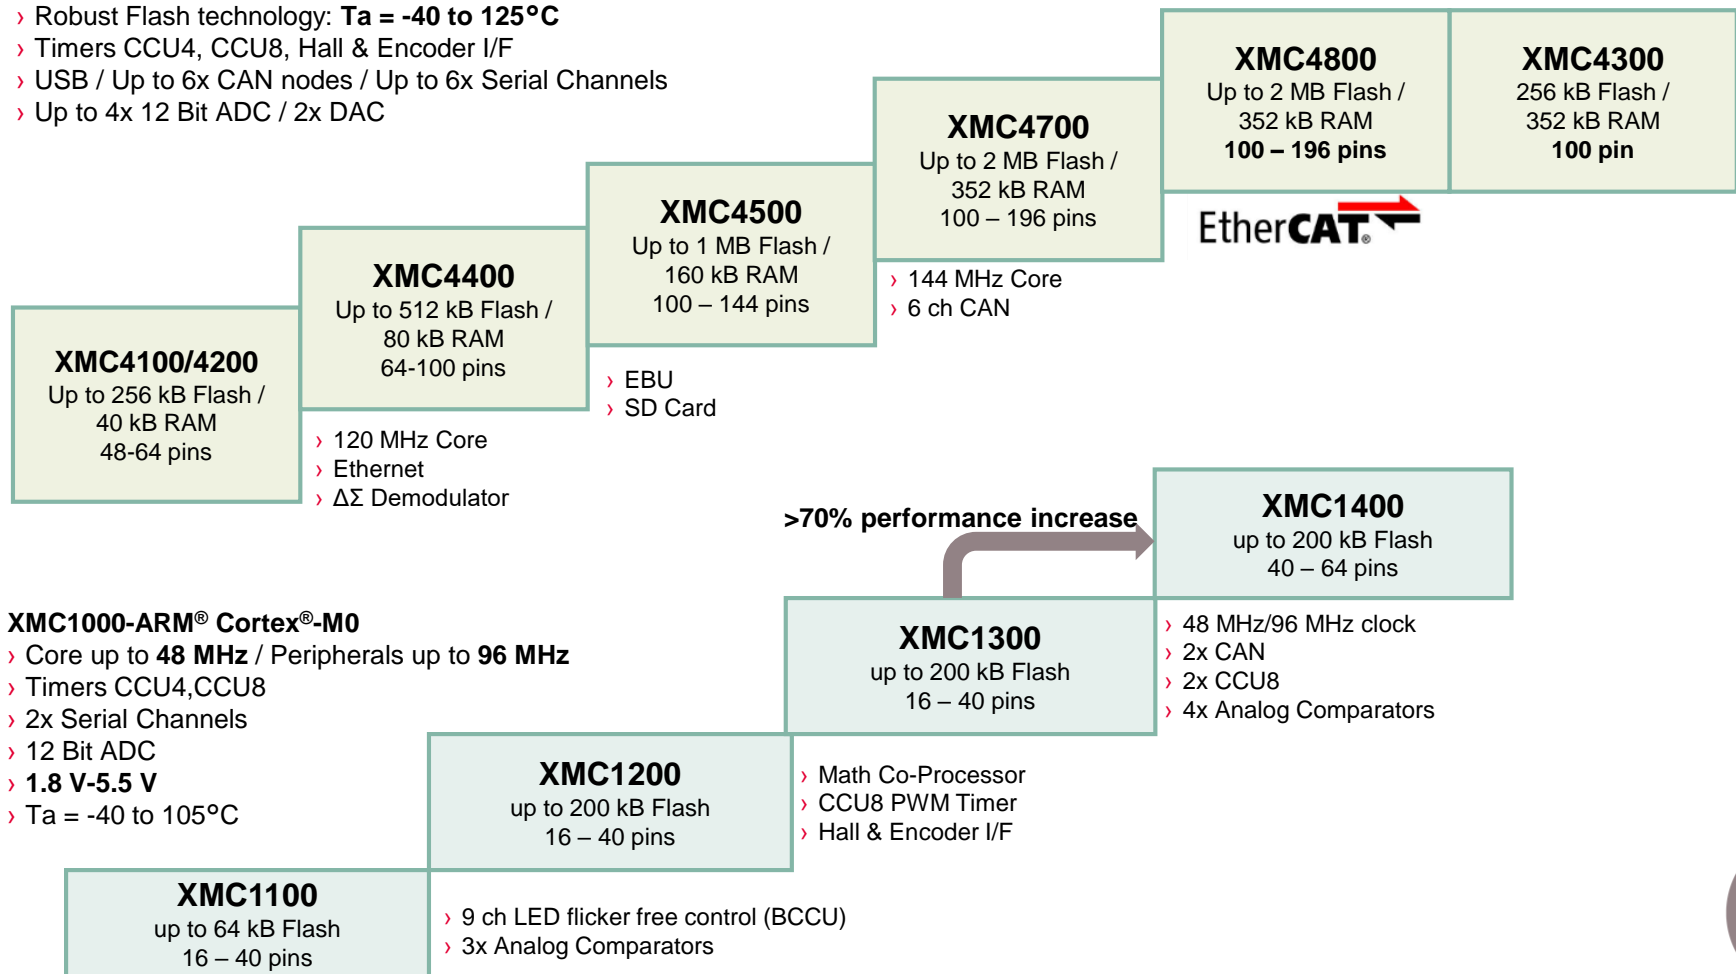 › Robust Flash technology: Ta = -40 to 125°C
› Timers CCU4, CCU8, Hall & Encoder I/F
› USB / Up to 6x CAN nodes / Up to 6x Serial Channels
› Up to 4x 12 Bit ADC / 2x DAC
XMC4800
Up to 2 MB Flash /
352 kB RAM
100 – 196 pins
XMC4300
256 kB Flash /
352 kB RAM
100 pin
EtherCAT®
XMC4700
Up to 2 MB Flash /
352 kB RAM
100 – 196 pins
› 144 MHz Core
› 6 ch CAN
XMC4500
Up to 1 MB Flash /
160 kB RAM
100 – 144 pins
› EBU
› SD Card
XMC4400
Up to 512 kB Flash /
80 kB RAM
64-100 pins
› 120 MHz Core
› Ethernet
› ΔΣ Demodulator
XMC4100/4200
Up to 256 kB Flash /
40 kB RAM
48-64 pins
>70% performance increase
XMC1400
up to 200 kB Flash
40 – 64 pins
› 48 MHz/96 MHz clock
› 2x CAN
› 2x CCU8
› 4x Analog Comparators
XMC1300
up to 200 kB Flash
16 – 40 pins
› Math Co-Processor
› CCU8 PWM Timer
› Hall & Encoder I/F
XMC1000-ARM® Cortex®-M0
› Core up to 48 MHz / Peripherals up to 96 MHz
› Timers CCU4,CCU8
› 2x Serial Channels
› 12 Bit ADC
› 1.8 V-5.5 V
› Ta = -40 to 105°C
XMC1200
up to 200 kB Flash
16 – 40 pins
› 9 ch LED flicker free control (BCCU)
› 3x Analog Comparators
XMC1100
up to 64 kB Flash
16 – 40 pins